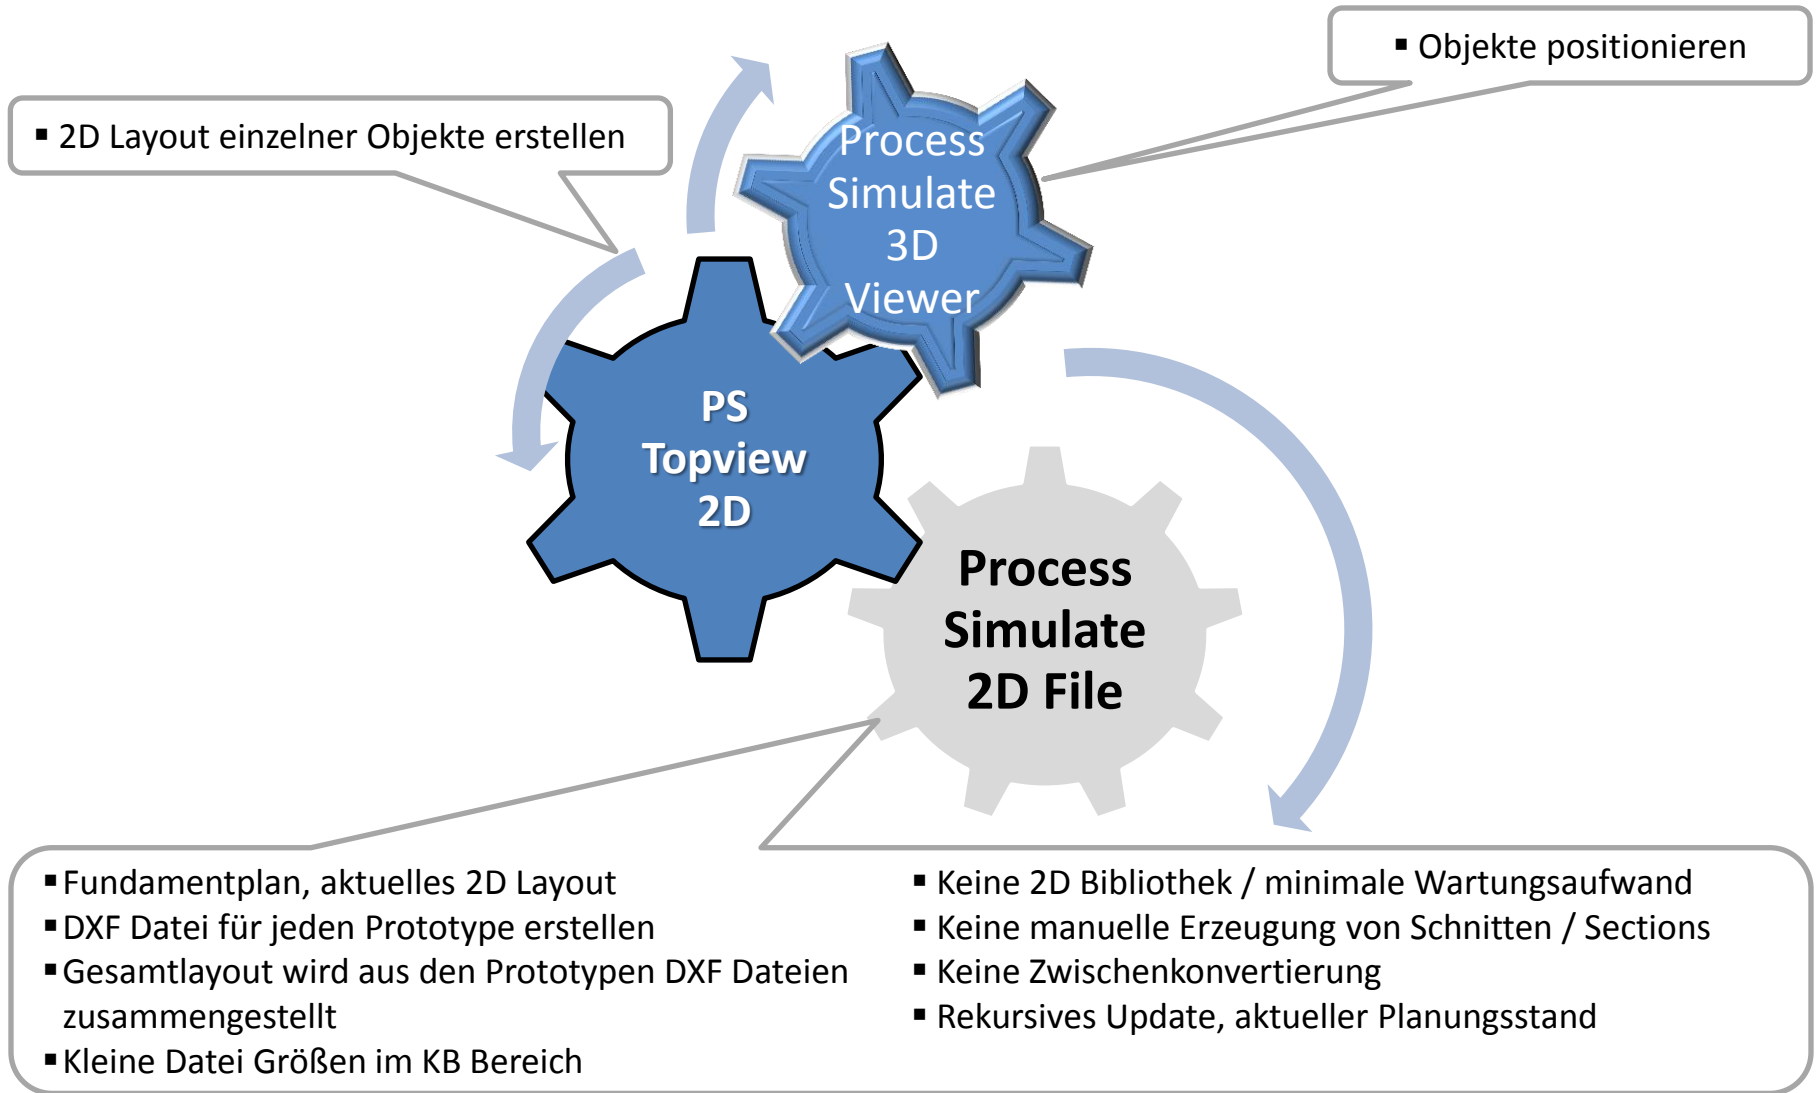 ▪ Objekte positionieren
▪ 2D Layout einzelner Objekte erstellen
Process
Simulate
3D
Viewer
PS
Topview
2D
Process
Simulate
2D File
▪ Fundamentplan, aktuelles 2D Layout
▪ DXF Datei für jeden Prototype erstellen
▪ Gesamtlayout wird aus den Prototypen DXF Dateien
zusammengestellt
▪ Kleine Datei Größen im KB Bereich
▪ Keine 2D Bibliothek / minimale Wartungsaufwand
▪ Keine manuelle Erzeugung von Schnitten / Sections
▪ Keine Zwischenkonvertierung
▪ Rekursives Update, aktueller Planungsstand